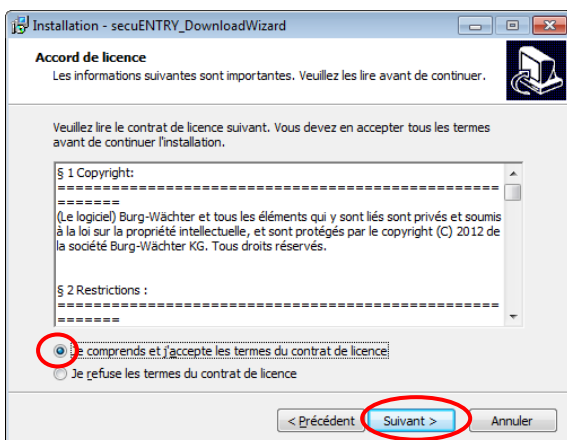 Installation - secuENTRY_DownloadWizard
Accord de licence
Les informations suivantes sont importantes. Veuillez les lire avant de continuer.
Veuillez lire le contrat de licence suivant. Vous devez en accepter tous les termes
avant de continuer l'installation.
§ 1 Copyright:
================================================
=======
(Le logiciel) Burg-Wächter et tous les éléments qui y sont liés sont privés et soumis
à la loi sur la propriété intellectuelle, et sont protégés par le copyright (C) 2012 de
la société Burg-Wächter KG. Tous droits réservés.
§ 2 Restrictions :
================================================
=======
Je comprends et j'accepte les termes du contrat de licence
Je refuse les termes du contrat de licence
< Précédent
Suivant >
Annuler